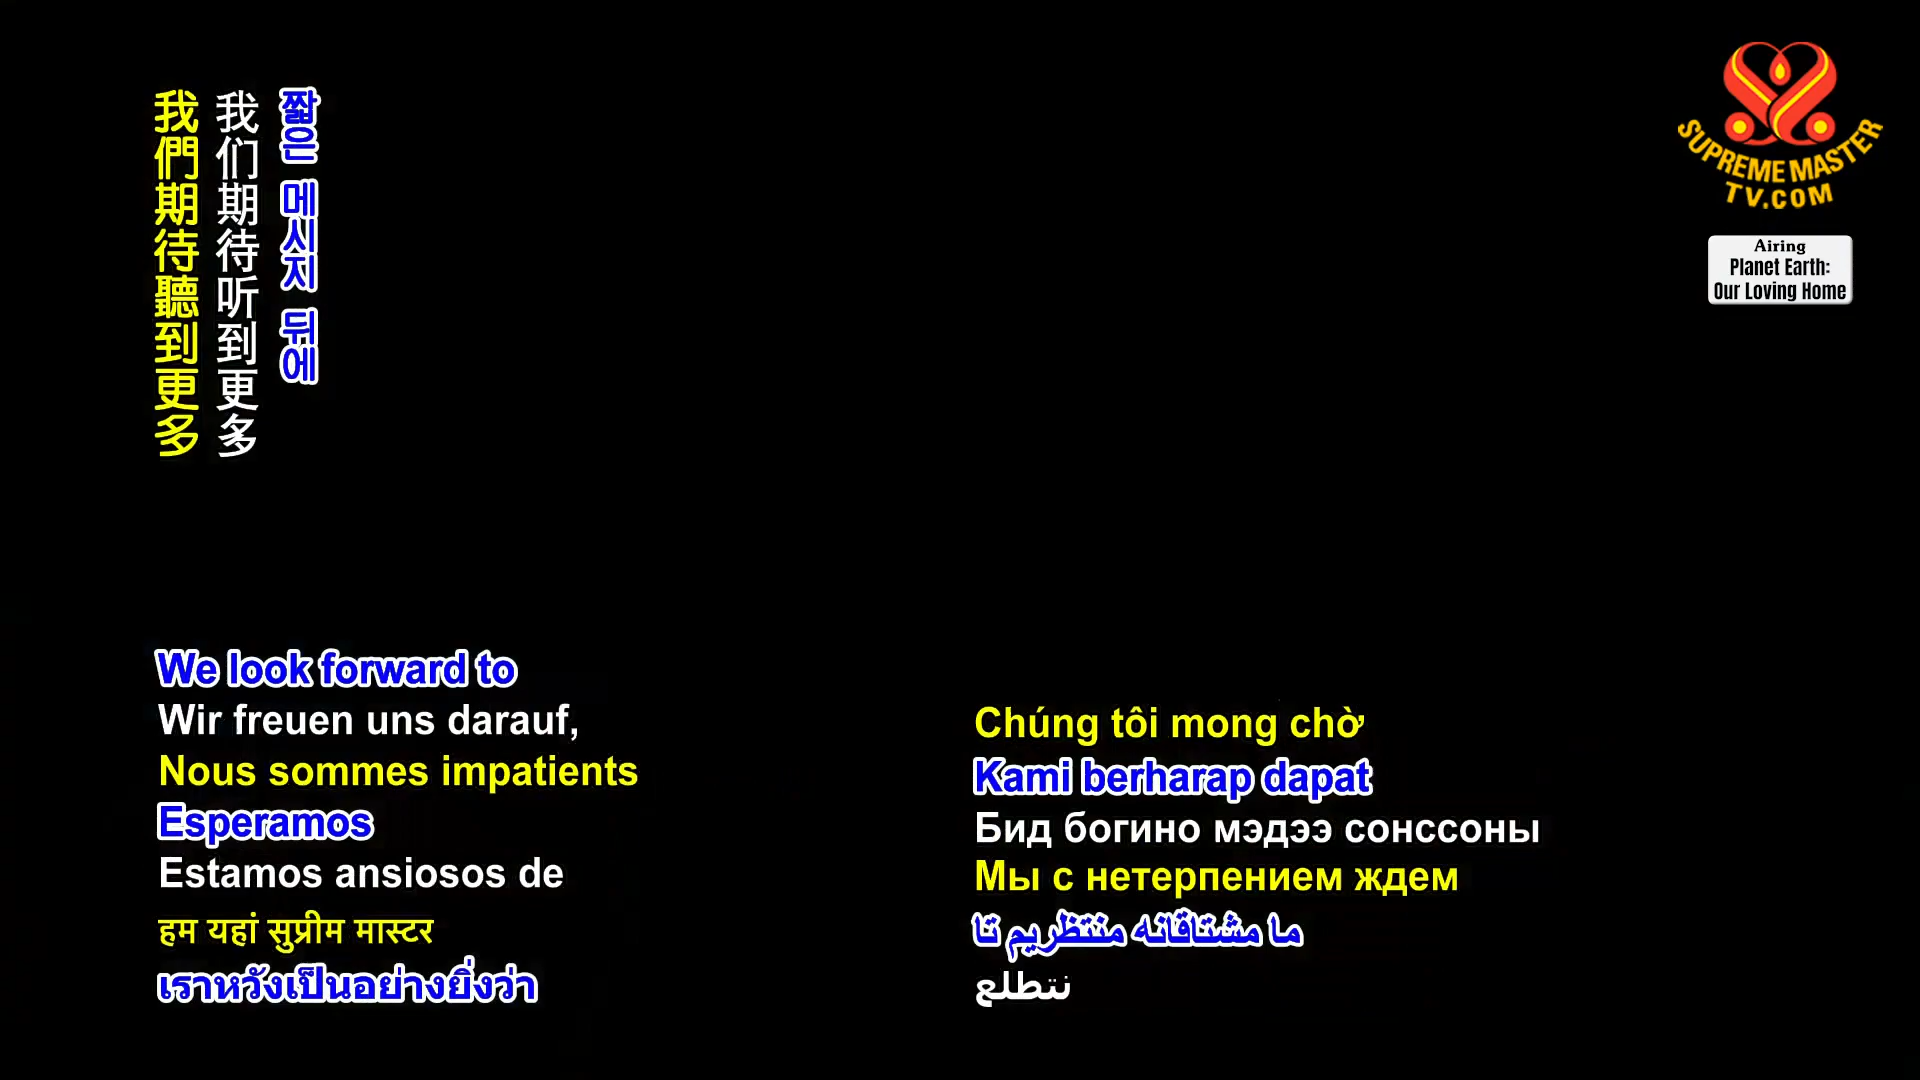 我們期待聽到更多
我们期待听到更多
짧은 메시지 뒤에
SUPREME MASTER
TV.COM
Airing
Planet Earth:
Our Loving Home
We look forward to
Wir freuen uns darauf,
Nous sommes impatients
Esperamos
Estamos ansiosos de
हम यहां सुप्रीम मास्टर
เราหวังเป็นอย่างยิ่งว่า
Chúng tôi mong chờ
Kami berharap dapat
Бид богино мэдээ сонссоны
Мы с нетерпением ждем
ما مشتاقانه منتظریم تا
نتطلع